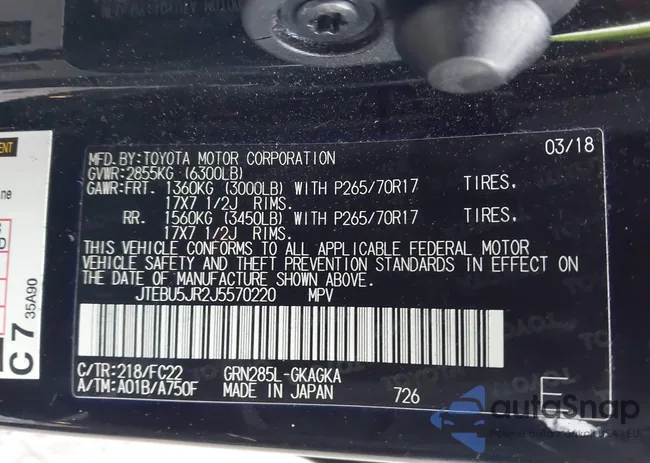 03/18
MFD.BY:TOYOTA MOTOR CORPORATION
GVWR:2855KG (6300LB)
GAWR:FRT. 1360KG (3000LB) WITH P265/70R17 TIRES,
17X7 1/2J RIMS.
RR. 1560KG (3450LB) WITH P265/70R17 TIRES,
17X7 1/2J RIMS.
THIS VEHICLE CONFORMS TO ALL APPLICABLE FEDERAL MOTOR
VEHICLE SAFETY AND THEFT PREVENTION STANDARDS IN EFFECT ON
THE DATE OF MANUFACTURE SHOWN ABOVE.
JTEBU5JR2J5570220 MPV
C/TR:218/FC22 GRN285L-GKAGKA
A/TM:A01B/A750F MADE IN JAPAN 726
E
C7
35A90
autoSnap